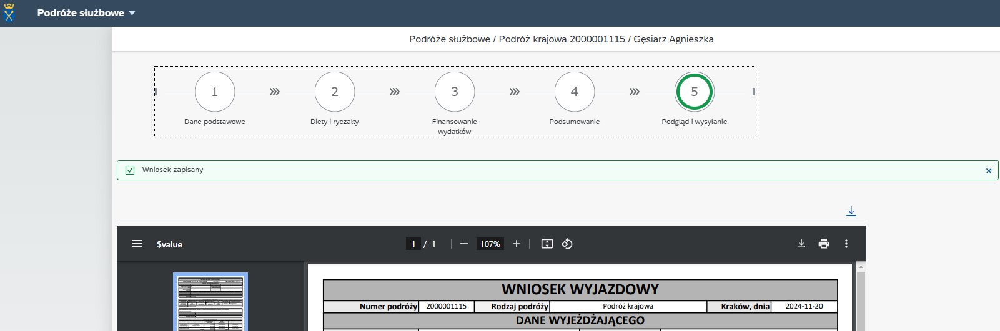 Podróże służbowe
Podróże służbowe / Podróż krajowa 2000001115 / Gęsiarz Agnieszka
1 2 3 4 5
Dane podstawowe Diety i ryczałty Finansowanie wydatków Podsumowanie Podgląd i wysyłanie
Wniosek zapisany
$value 1 / 1 107%
WNIOSEK WYJAZDOWY
Numer podróży 2000001115 Rodzaj podróży Podróż krajowa Kraków, dnia 2024-11-20
DANE WYJEŻDŻAJĄCEGO